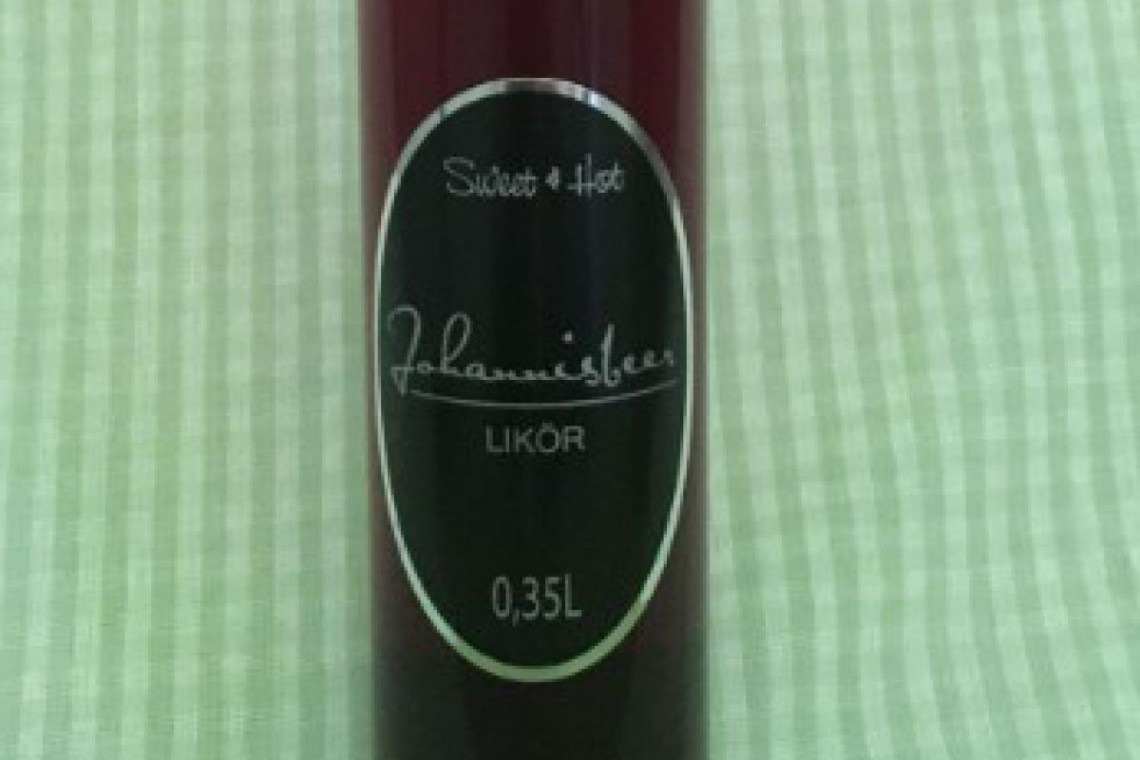 Sweet & Hot
Johannisbeer
LIKÖR
0,35L